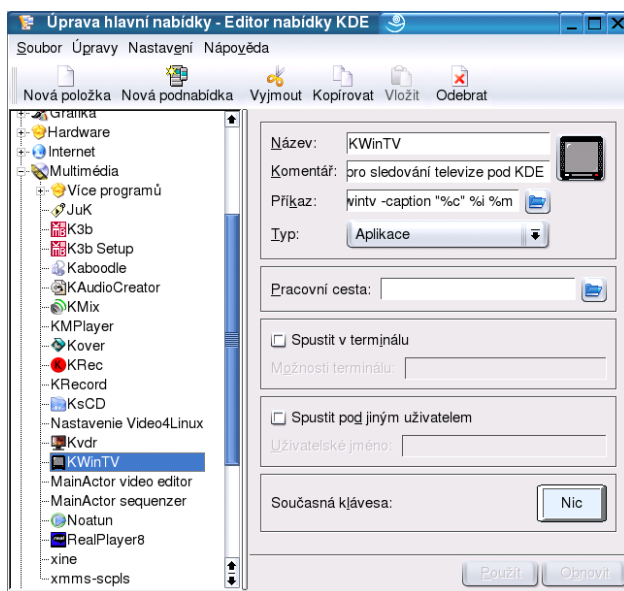 Úprava hlavní nabídky - Editor nabídky KDE
Soubor Úpravy Nastavení Nápověda
Nová položka Nová podnabídka Vyjmout Kopírovat Vložit Odebrat
Grafika
Hardware
Internet
Multimédia
Více programů
JuK
K3b
K3b Setup
Kaboodle
KAudioCreator
KMix
KMPlayer
Kover
KRec
KRecord
KsCD
Nastavenie Video4Linux
Kvdr
KWinTV
MainActor video editor
MainActor sequenzer
Noatun
RealPlayer8
xine
xmms-scpls
Název: KWinTV
Komentář: pro sledování televize pod KDE
Příkaz: wintv -caption "%c" %i %m
Typ: Aplikace
Pracovní cesta:
Spustit v terminálu
Možnosti terminálu:
Spustit pod jiným uživatelem
Uživatelské jméno:
Současná klávesa: Nic
Použít Obnovit